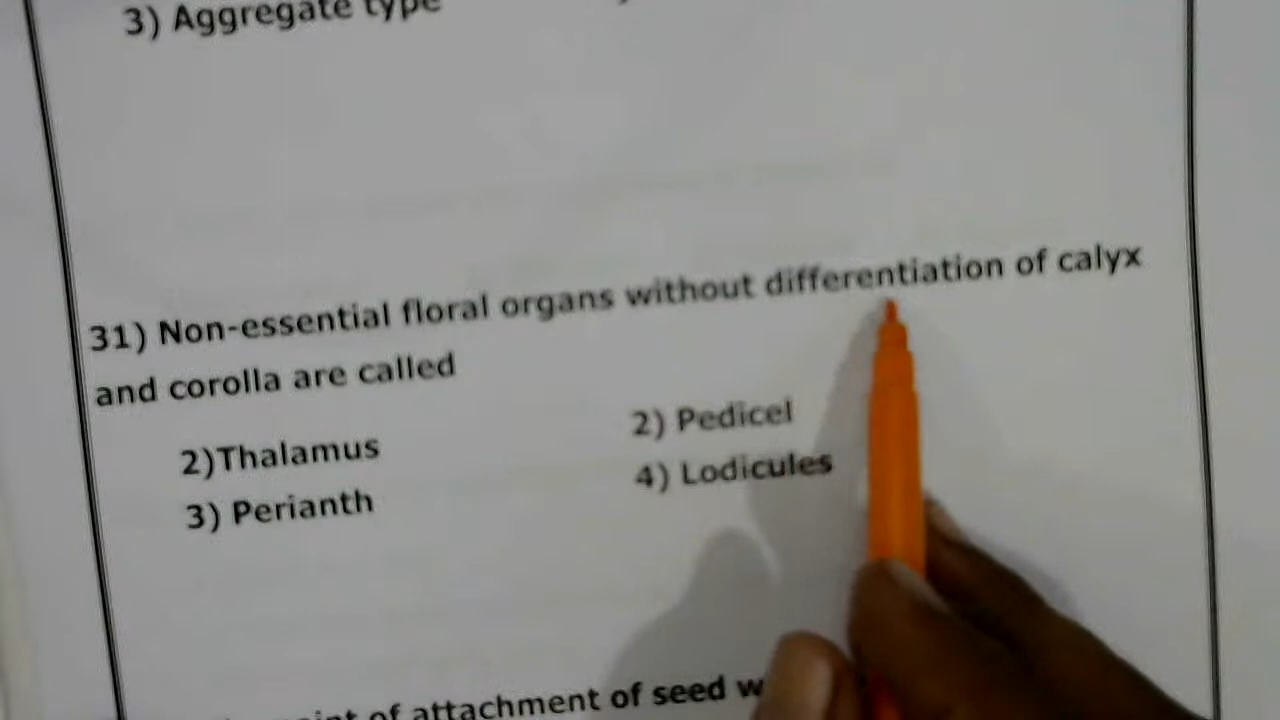 3) Aggregate type
31) Non-essential floral organs without differentiation of calyx
and corolla are called
2)Thalamus 2) Pedicel
3) Perianth 4) Lodicules
of attachment of seed